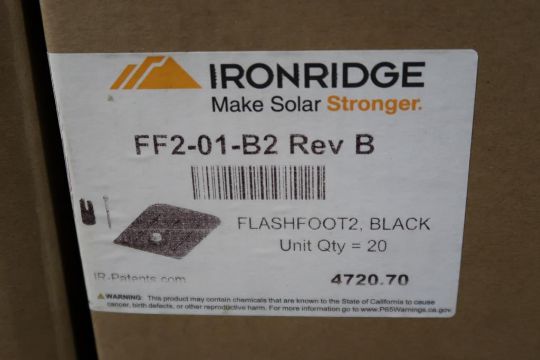 IRONRIDGE
Make Solar Stronger.
FF2-01-B2 Rev B
FLASHFOOT2, BLACK
Unit Qty = 20
IR-Patents.com
4720.70
WARNING: This product may contain chemicals that are known to the State of California to cause
cancer, birth defects, or other reproductive harm. For more information go to www.P65Warnings.ca.gov.